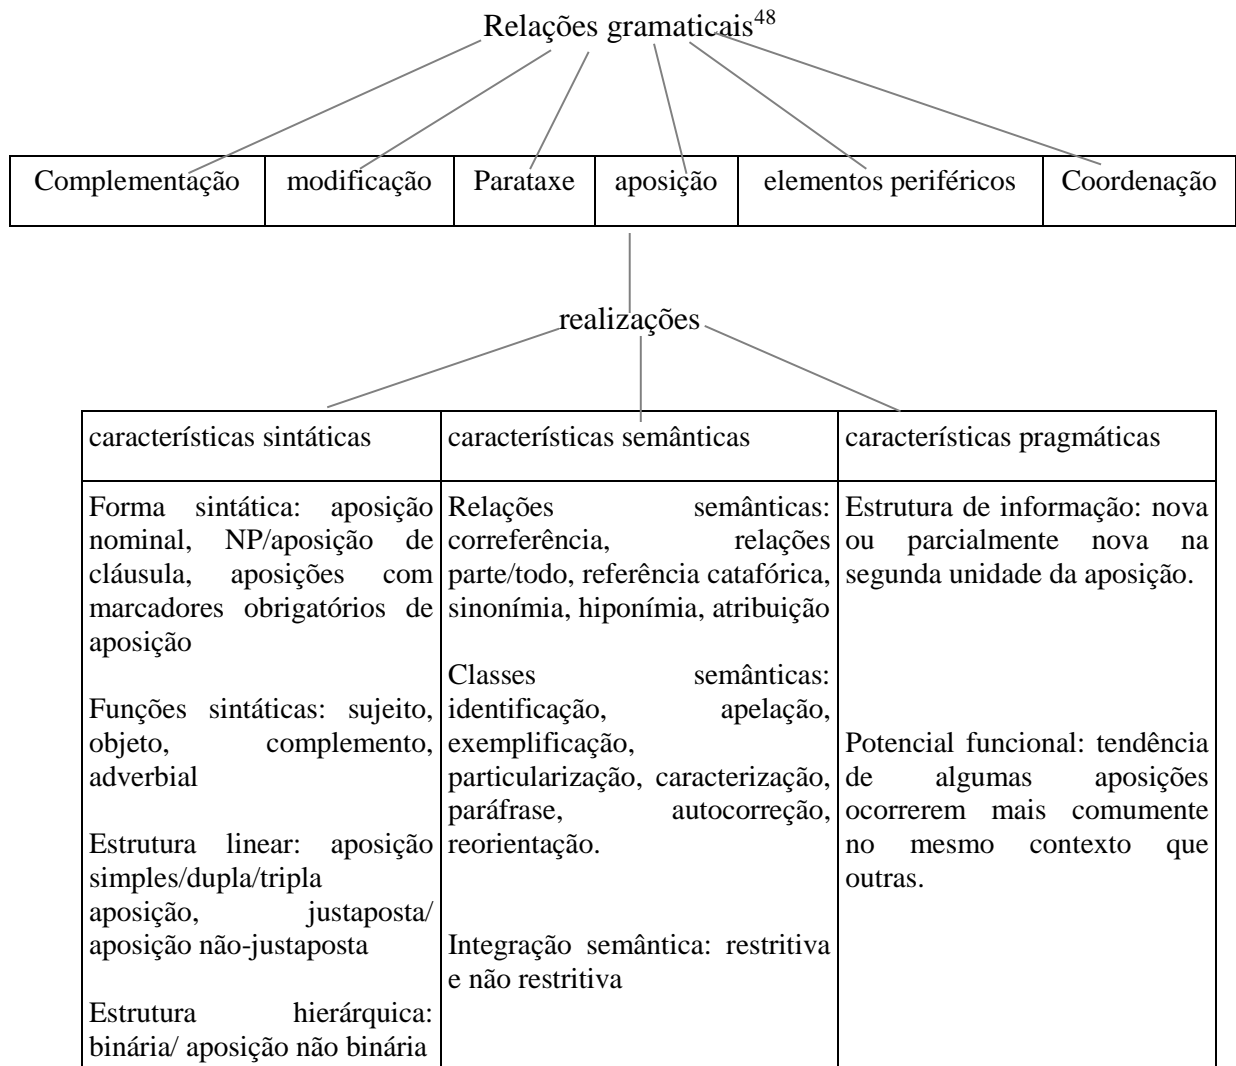 Relações gramaticais48
Complementação modificação Parataxe aposição elementos periféricos Coordenação
realizações
características sintáticas
Forma sintática: aposição
nominal, NP/aposição de
cláusula, aposições com
marcadores obrigatórios de
aposição
Funções sintáticas: sujeito,
objeto, complemento,
adverbial
Estrutura linear: aposição
simples/dupla/tripla
aposição, justaposta/
aposição não-justaposta
Estrutura hierárquica:
binária/ aposição não binária
características semânticas
Relações semânticas:
correferência, relações
parte/todo, referência catafórica,
sinonímia, hiponímia, atribuição
Classes semânticas:
identificação, apelação,
exemplificação,
particularização, caracterização,
paráfrase, autocorreção,
reorientação.
Integração semântica: restritiva
e não restritiva
características pragmáticas
Estrutura de informação: nova
ou parcialmente nova na
segunda unidade da aposição.
Potencial funcional: tendência
de algumas aposições
ocorrerem mais comumente
no mesmo contexto que
outras.